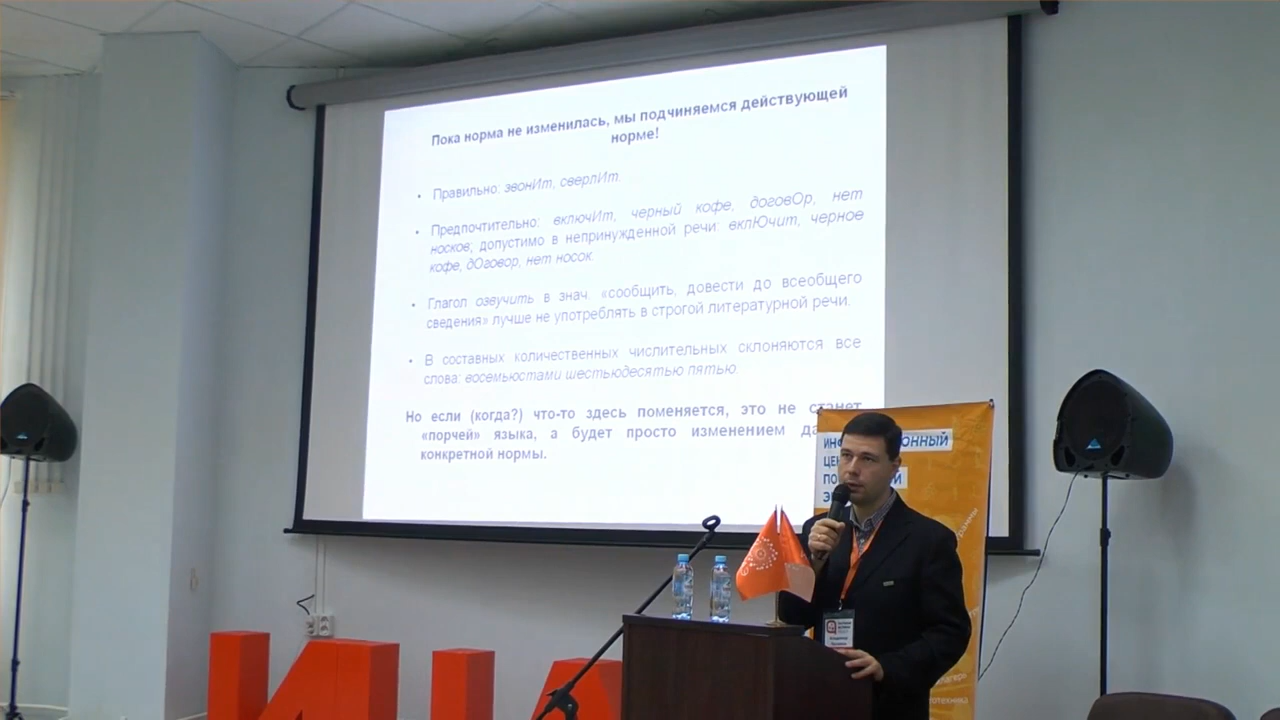 Пока норма не изменилась, мы подчиняемся действующей
норме!
• Правильно: звонИт, сверлИт.
• Предпочтительно: включИт, черный кофе, договОр, нет
носков; допустимо в непринужденной речи: вклЮчит, черное
кофе, дОговор, нет носок.
• Глагол озвучить в знач. «сообщить, довести до всеобщего
сведения» лучше не употреблять в строгой литературной речи.
• В составных количественных числительных склоняются все
слова: восемьюстами шестьюдесятью пятью.
Но если (когда?) что-то здесь поменяется, это не станет
«порчей» языка, а будет просто изменением
конкретной нормы.